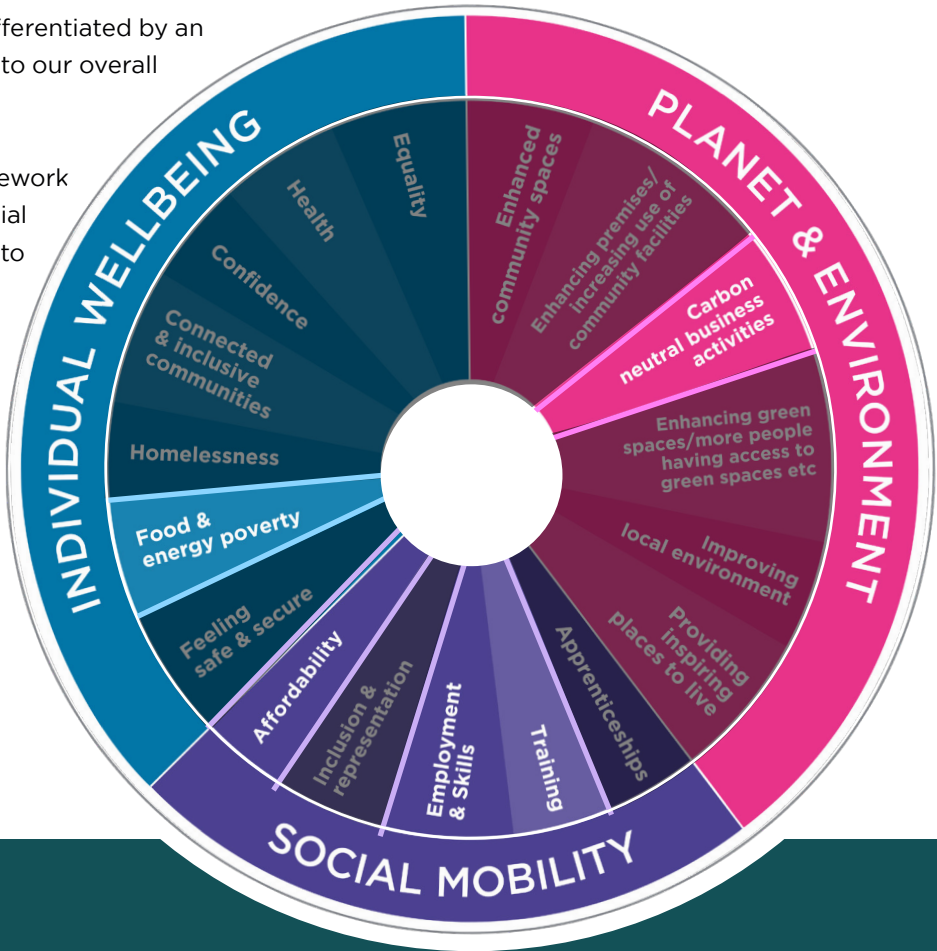 fferentiated by an
to our overall
ework
ial
to
INDIVIDUAL WELLBEING
Equality
Health
Confidence
Connected
& inclusive
communities
Homelessness
Food &
energy poverty
Feeling
safe & secure
PLANET & ENVIRONMENT
Enhanced
community spaces
Enhancing premises/
increasing use of
community facilities
Carbon
neutral business
activities
Enhancing green
spaces/more people
having access to
green spaces etc
Improving
local environment
Providing
inspiring
places to live
SOCIAL MOBILITY
Affordability
Inclusion &
representation
Employment
& Skills
Training
Apprenticeships